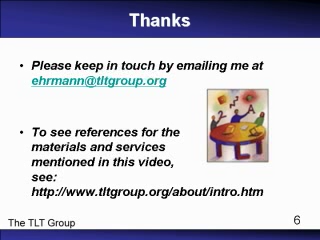 Thanks
• Please keep in touch by emailing me at
ehrmann@tltgroup.org
• To see references for the
materials and services
mentioned in this video,
see:
http://www.tltgroup.org/about/intro.htm
The TLT Group
6